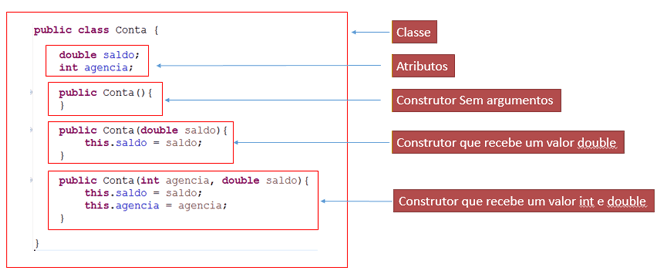 public class Conta {
Classe
double saldo;
int agencia;
Atributos
public Conta(){
}
Construtor Sem argumentos
public Conta(double saldo){
this.saldo = saldo;
}
Construtor que recebe um valor double
public Conta(int agencia, double saldo){
this.saldo = saldo;
this.agencia = agencia;
}
Construtor que recebe um valor int e double
}